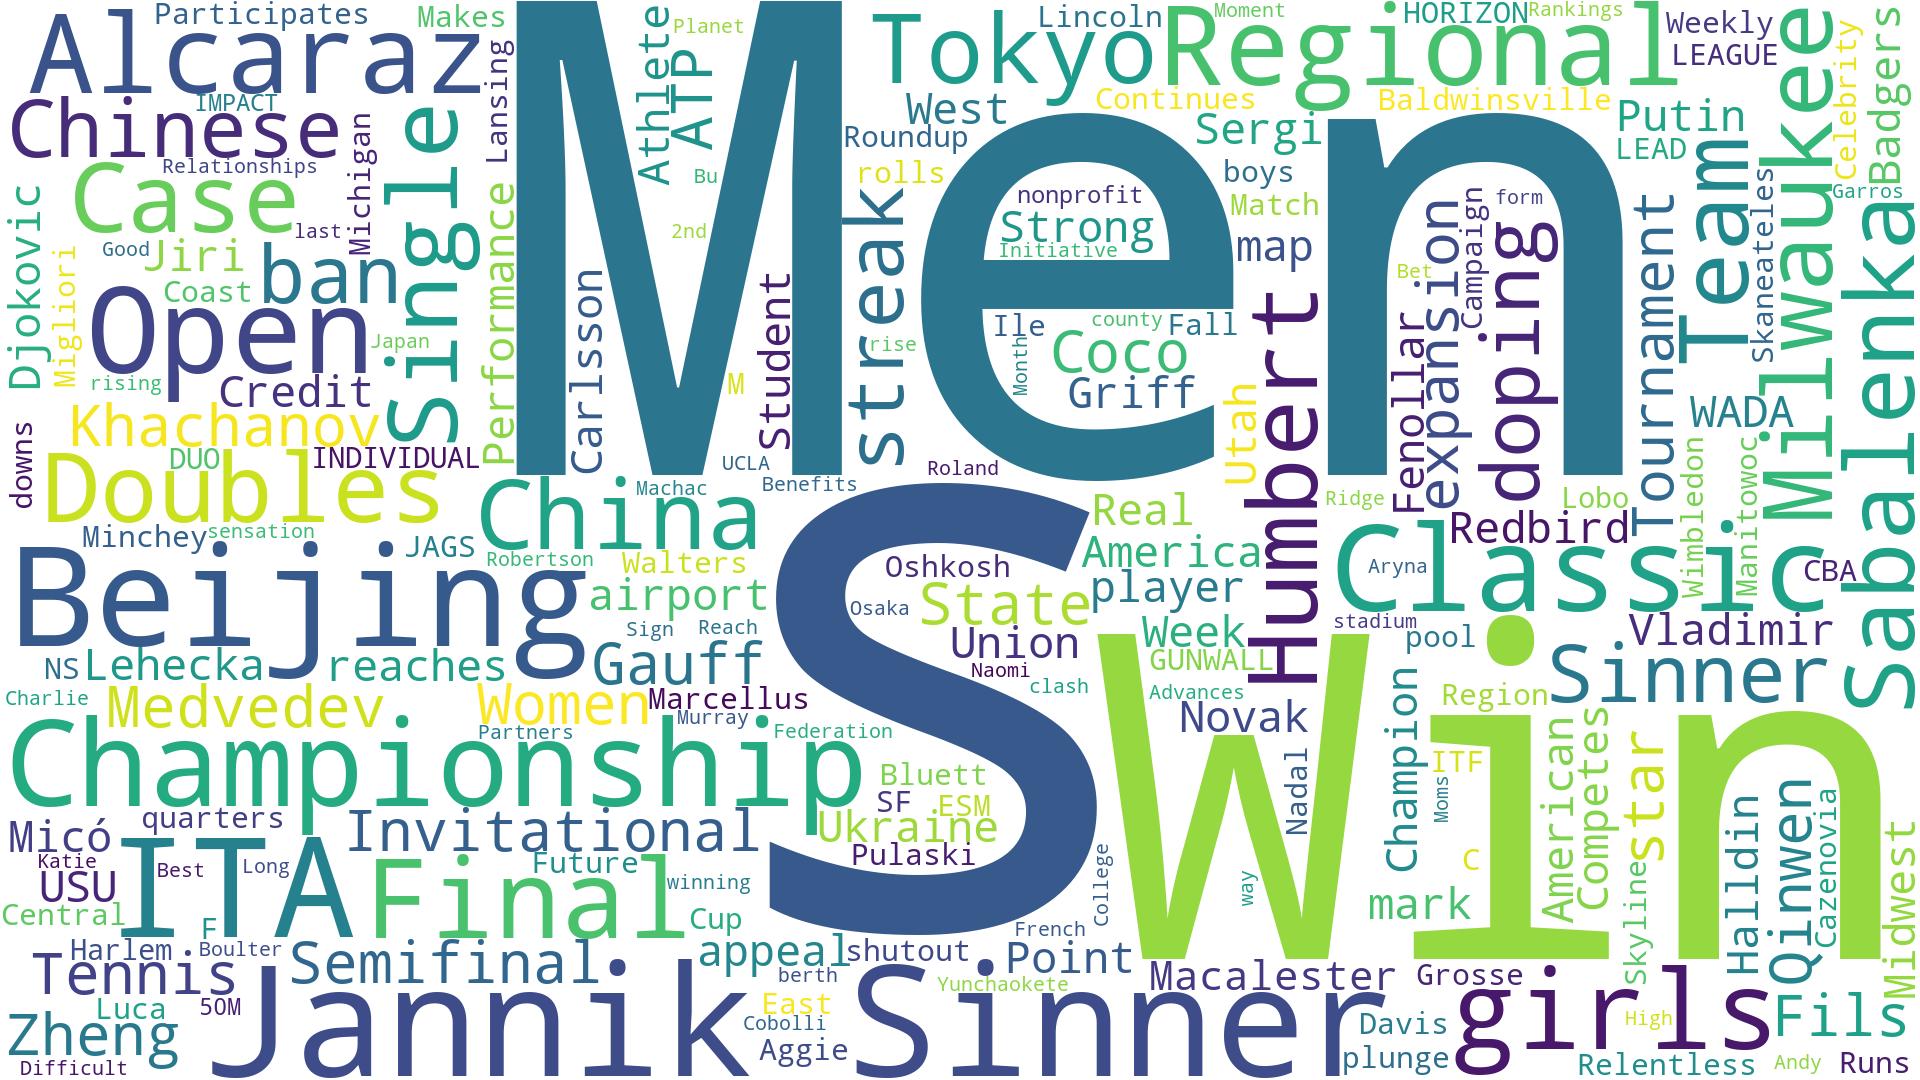 Participates
Makes
Alcaraz
Lansing
Athlete
Planet
ATP
Tokyo
Lincoln
Moment
HORIZON
Rankings
Regional
Weekly
LEAGUE
Celebrity
Badgers
Milwaukee
IMPACT
Chinese
Relationships
Michigan
Single
Men
West
Continues
Baldwinsville
Putin
LEAD
Roundup
Sergi
rolls
boys
Garros
Djokovic
Case
last
Good
Jiri
Migliori
Coast
ban
Performance
Bu
2nd
streak
nonprofit
Strong
Initiative
Match
map
form
Campaign
doping
expansion
Bet
Tournament
Team
Skaneateles
Sabalenka
Open
Japan
rising
Credit
Carlsson
Student
M
rise
Ile
county
Fall
Month
Coco
Griff
Utah
Humbert
Fenollar
WADA
Khachanov
downs
DUO
INDIVIDUAL
Doubles
UCLA
Machac
Benefits
Roland
Ridge
Lobo
Wimbledon
Manitowoc
China
Real
Redbird
Minchey
sensation
JAGS
Robertson
Walters
Oshkosh
America
Classic
Aryna
CBA
Beijing
airport
Osaka
State
player
stadium
Sign
Reach
Union
Week
pool
Vladimir
NS
Lehecka
reaches
Gauff
Naomi
clash
GUNWALL
Advances
Region
Sinner
Charlie
Medvedev
Women
Marcellus
Murray
Partners
Federation
S
Win
Novak
Championship
Bluett
SF
ESM
Nadal
Champion
ITF
Moms
American
Competes
star
Halldin
Qinwen
Cazenovia
Midwest
Micó
quarters
Invitational
Ukraine
Pulaski
Katie
USU
Best
Long
ITA
Final
Future
winning
College
way
C
mark
Skyline
Central
F
Cup
French
Harlem
Boulter
Tennis
Semifinal
appeal
shutout
Point
berth
Yunchaokete
Macalester
Grosse
Luca
5OM
Zheng
Difficult
Jannik Sinner
East
Cobolli
Aggie
Davis
plunge
girls
High
Fils
Relentless
Andy
Runs